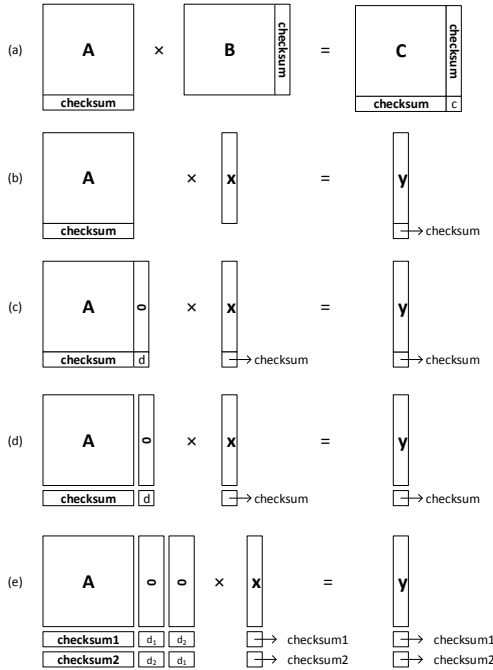 (a) A checksum × B checksum = C checksum checksum c
(b) A checksum × x = y checksum
(c) A 0 checksum d × x checksum = y checksum
(d) A 0 checksum d × x checksum = y checksum
(e) A 0 0 × x = y
checksum1 d₁ d₂ checksum1 checksum1
checksum2 d₂ d₁ checksum2 checksum2